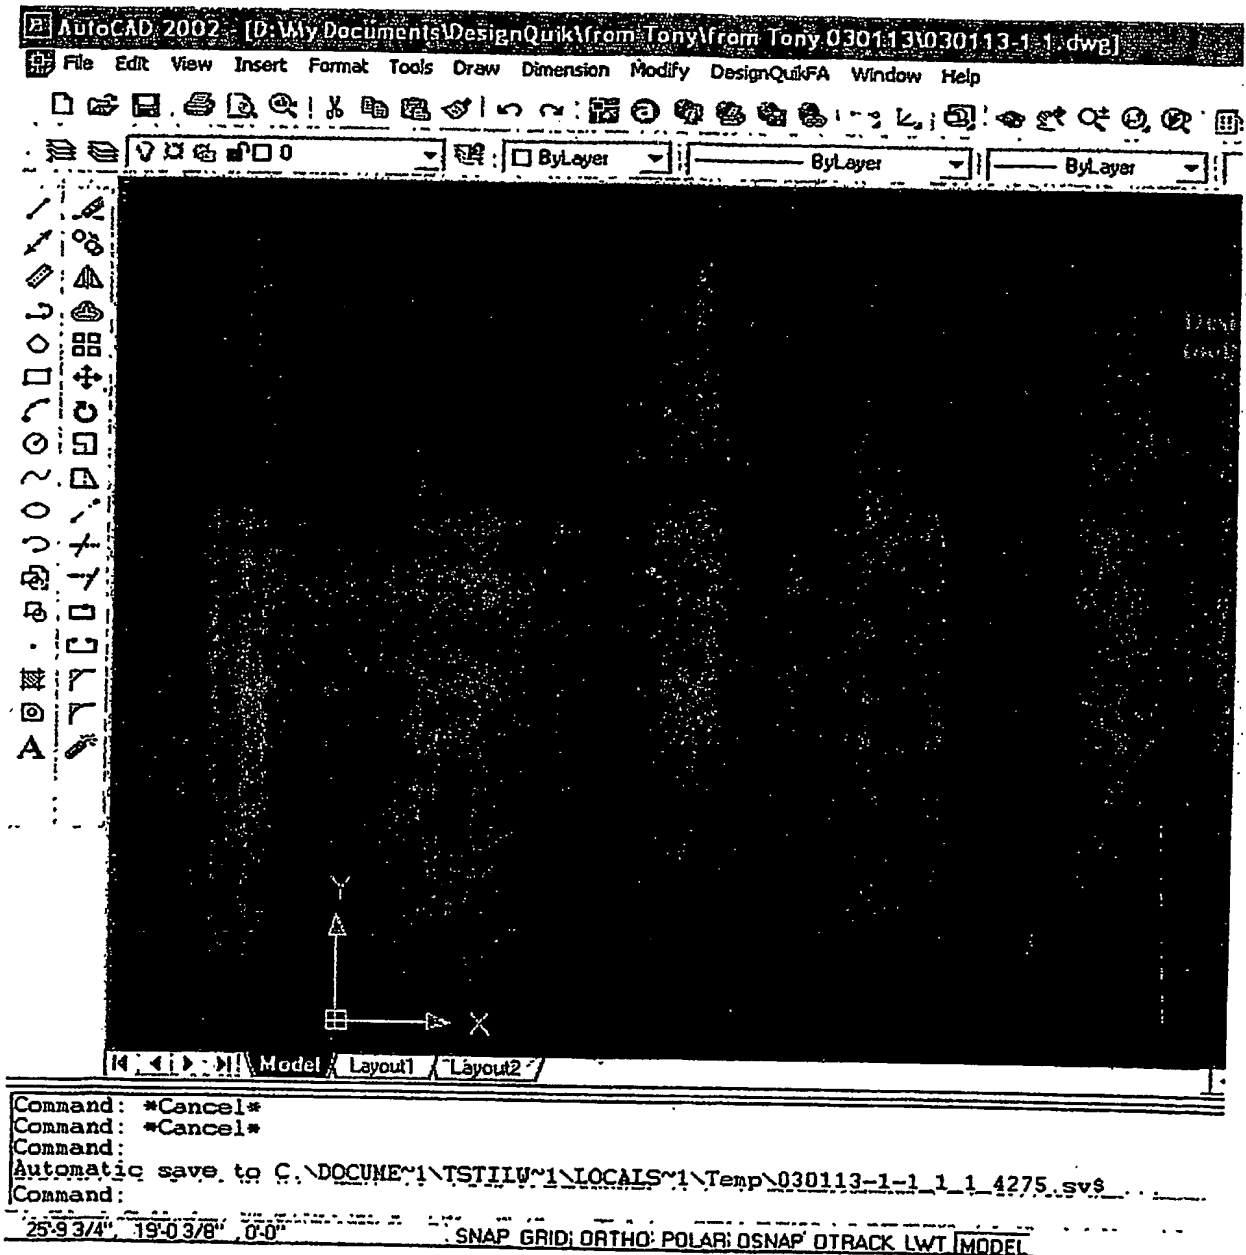 AutoCAD 2002 - [D:\My Documents\DesignQuik\from Tony\from Tony 030113\030113-1 1.dwg]
File Edit View Insert Format Tools Draw Dimension Modify DesignQuikFA Window Help
0 ByLayer ByLayer ByLayer
A
Y
X
Model Layout1 Layout2
Command: *Cancel*
Command: *Cancel*
Command:
Automatic save to C.\DOCUME~1\TSTILW~1\LOCALS~1\Temp\030113-1-1_1_1_4275.sv$ ...
Command:
25'-9 3/4", 19'-0 3/8" , 0'-0" SNAP GRID ORTHO POLAR OSNAP OTRACK LWT MODEL